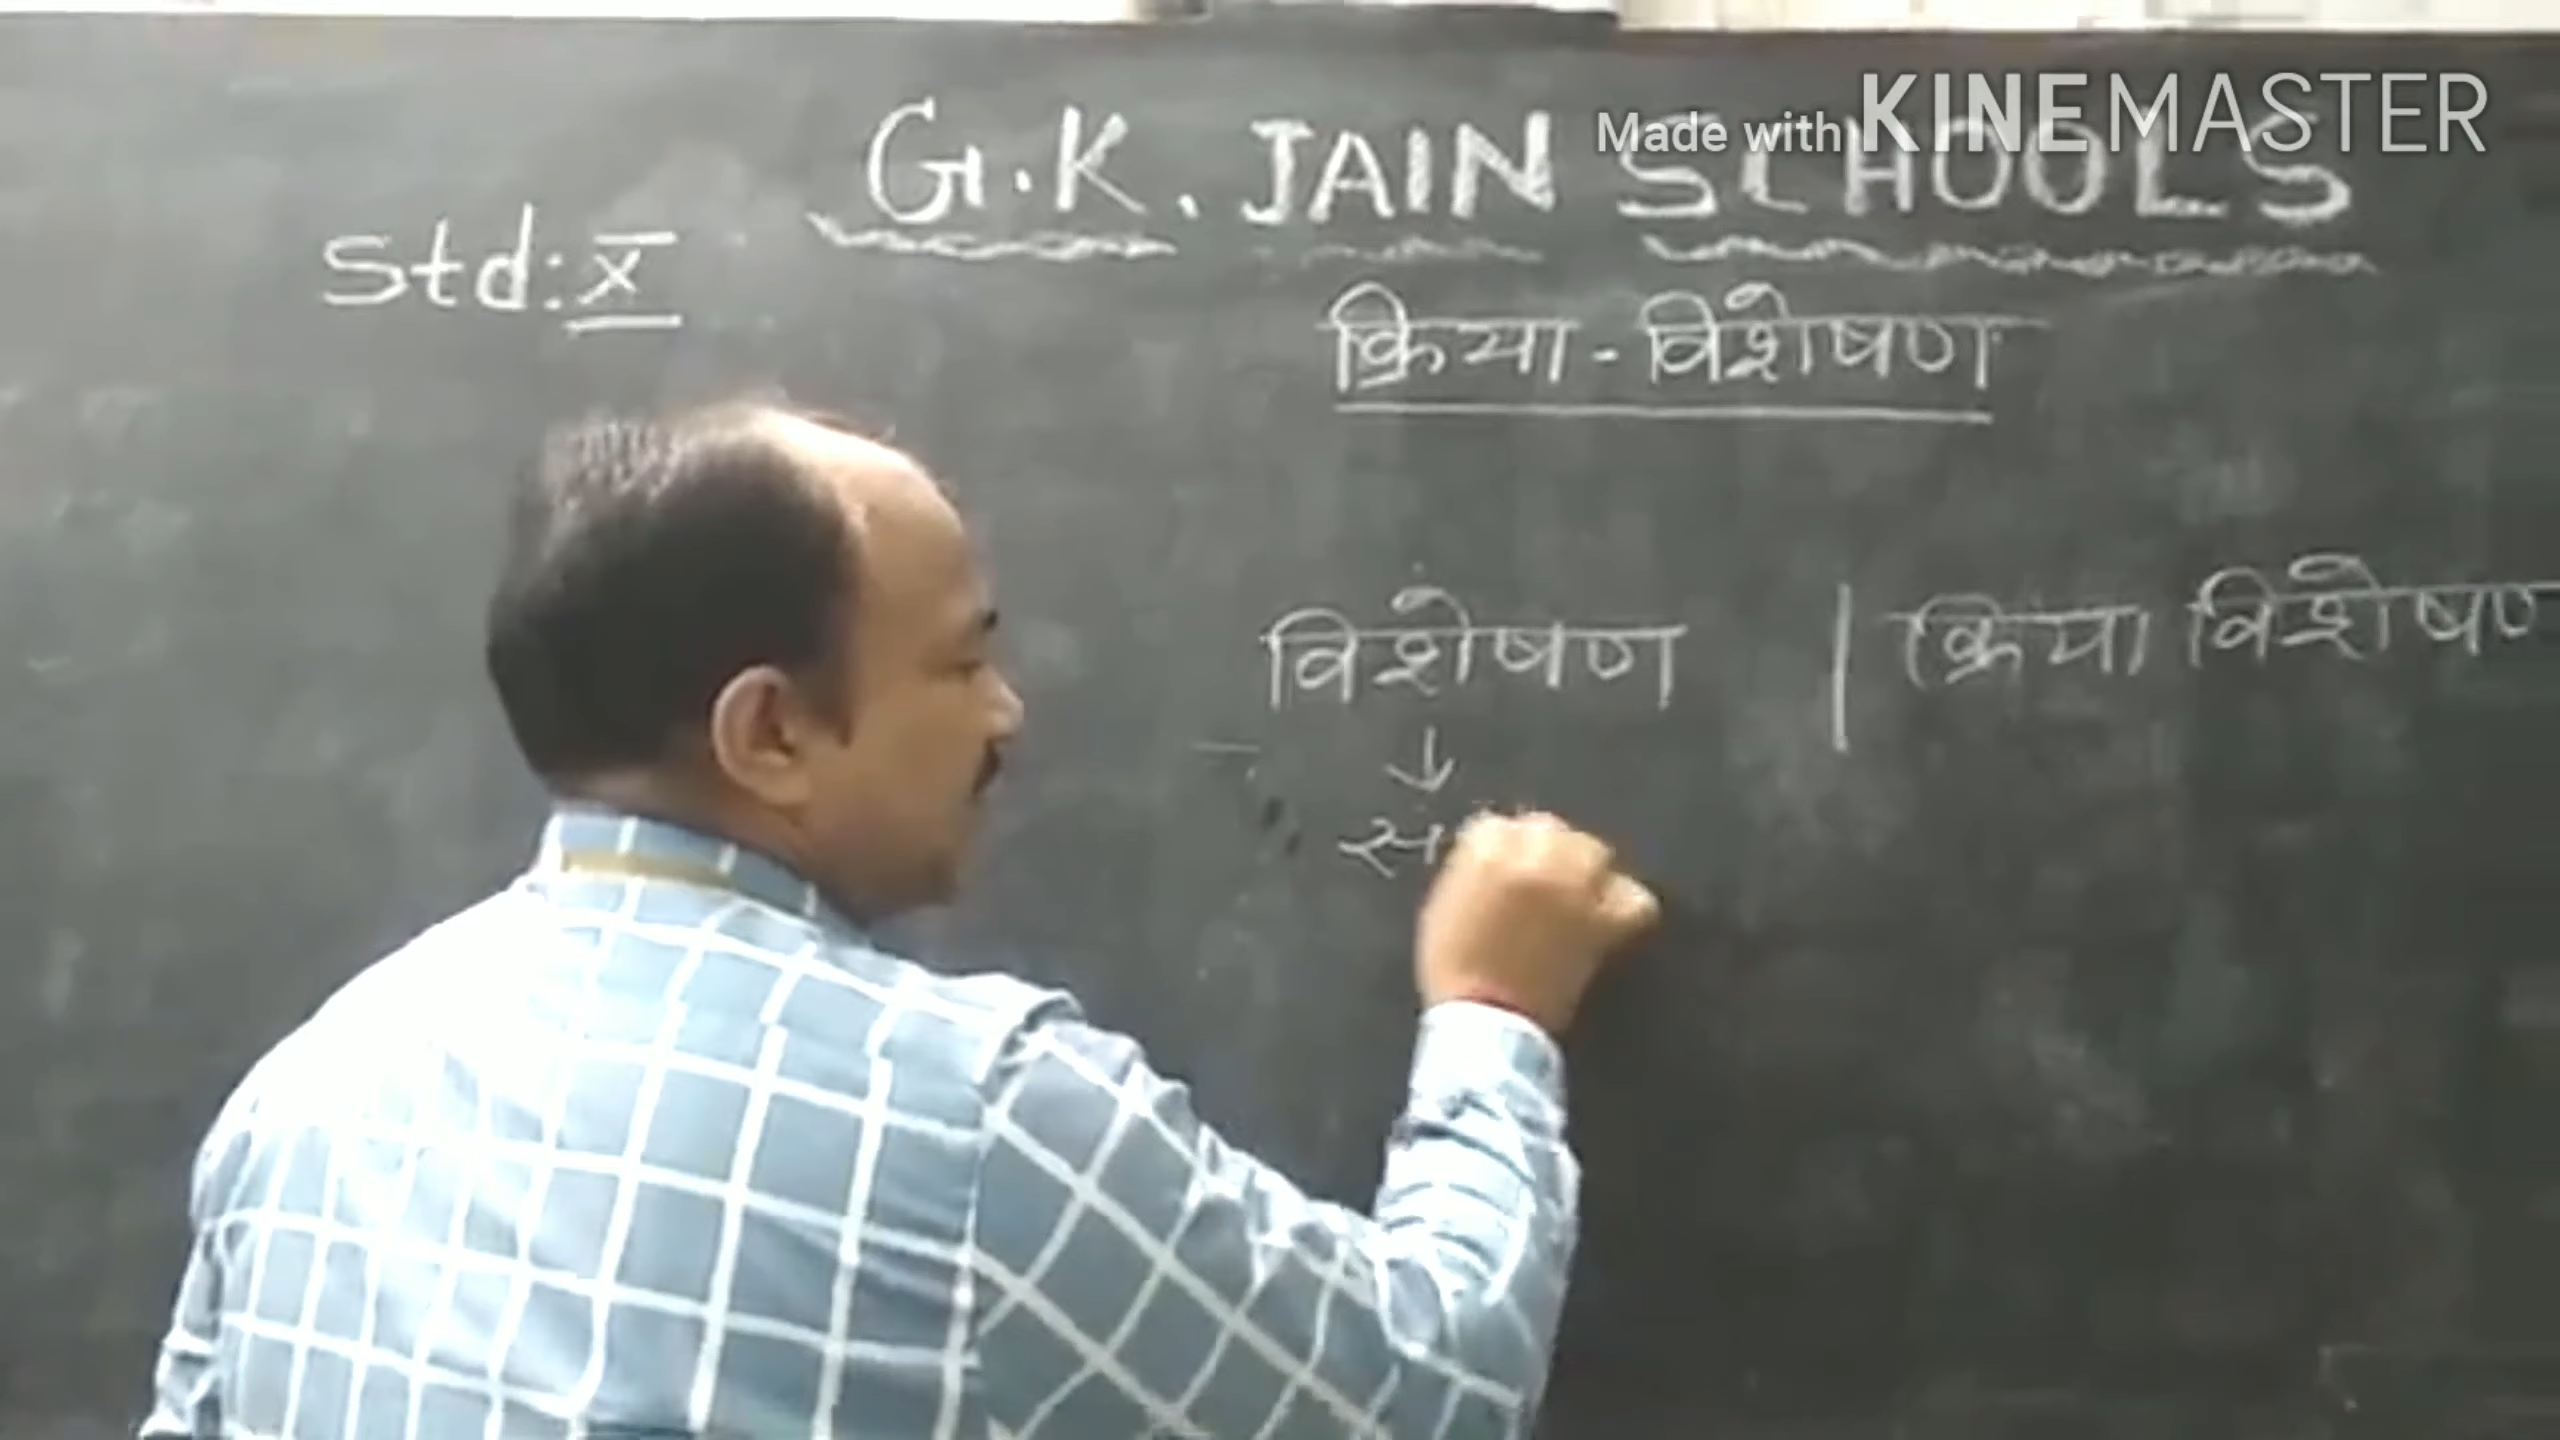 Made with KINEMASTER
G.K. JAIN SCHOOLS
Std: X
क्रिया - विशेषण
विशेषण | क्रिया विशेषण
↓